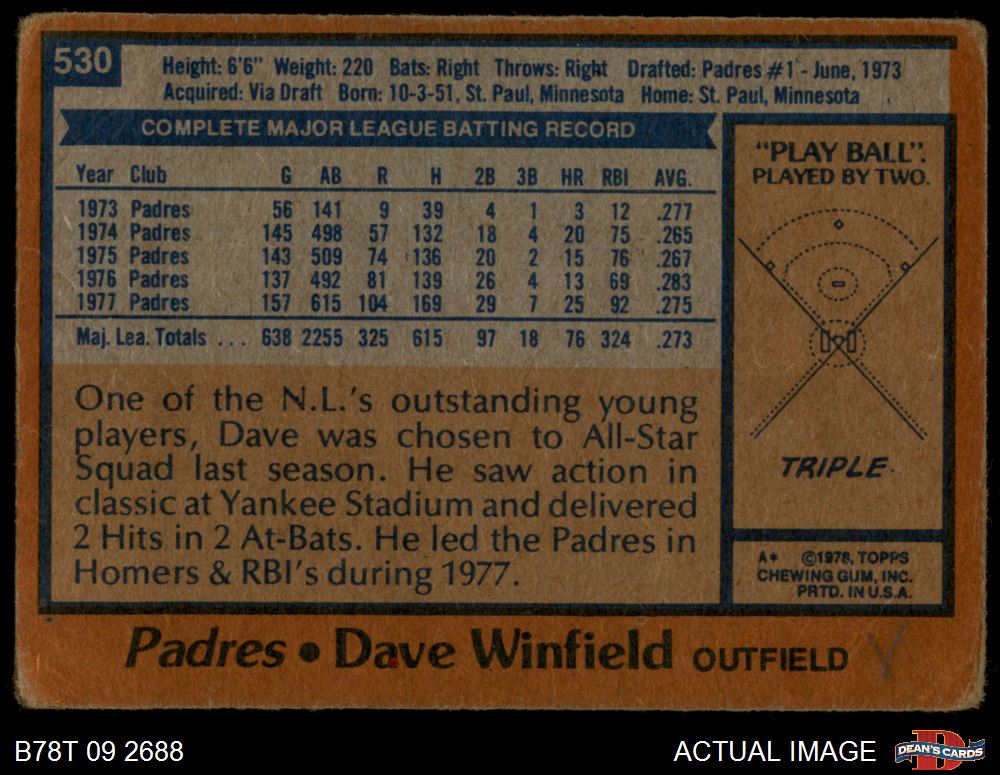 530
Height: 6'6" Weight: 220 Bats: Right Throws: Right Drafted: Padres #1 - June, 1973
Acquired: Via Draft Born: 10-3-51, St. Paul, Minnesota Home: St. Paul, Minnesota
COMPLETE MAJOR LEAGUE BATTING RECORD
Year Club G AB R H 2B 3B HR RBI AVG.
1973 Padres 56 141 9 39 4 1 3 12 .277
1974 Padres 145 498 57 132 18 4 20 75 .265
1975 Padres 143 509 74 136 20 2 15 76 .267
1976 Padres 137 492 81 139 26 4 13 69 .283
1977 Padres 157 615 104 169 29 7 25 92 .275
Maj. Lea. Totals ... 638 2255 325 615 97 18 76 324 .273
One of the N.L.'s outstanding young
players, Dave was chosen to All-Star
Squad last season. He saw action in
classic at Yankee Stadium and delivered
2 Hits in 2 At-Bats. He led the Padres in
Homers & RBI's during 1977.
"PLAY BALL":
PLAYED BY TWO.
TRIPLE
A* ©1978, TOPPS
CHEWING GUM, INC.
PRTD. IN U.S.A.
Padres • Dave Winfield OUTFIELD
B78T 09 2688
ACTUAL IMAGE
DEAN'S CARDS